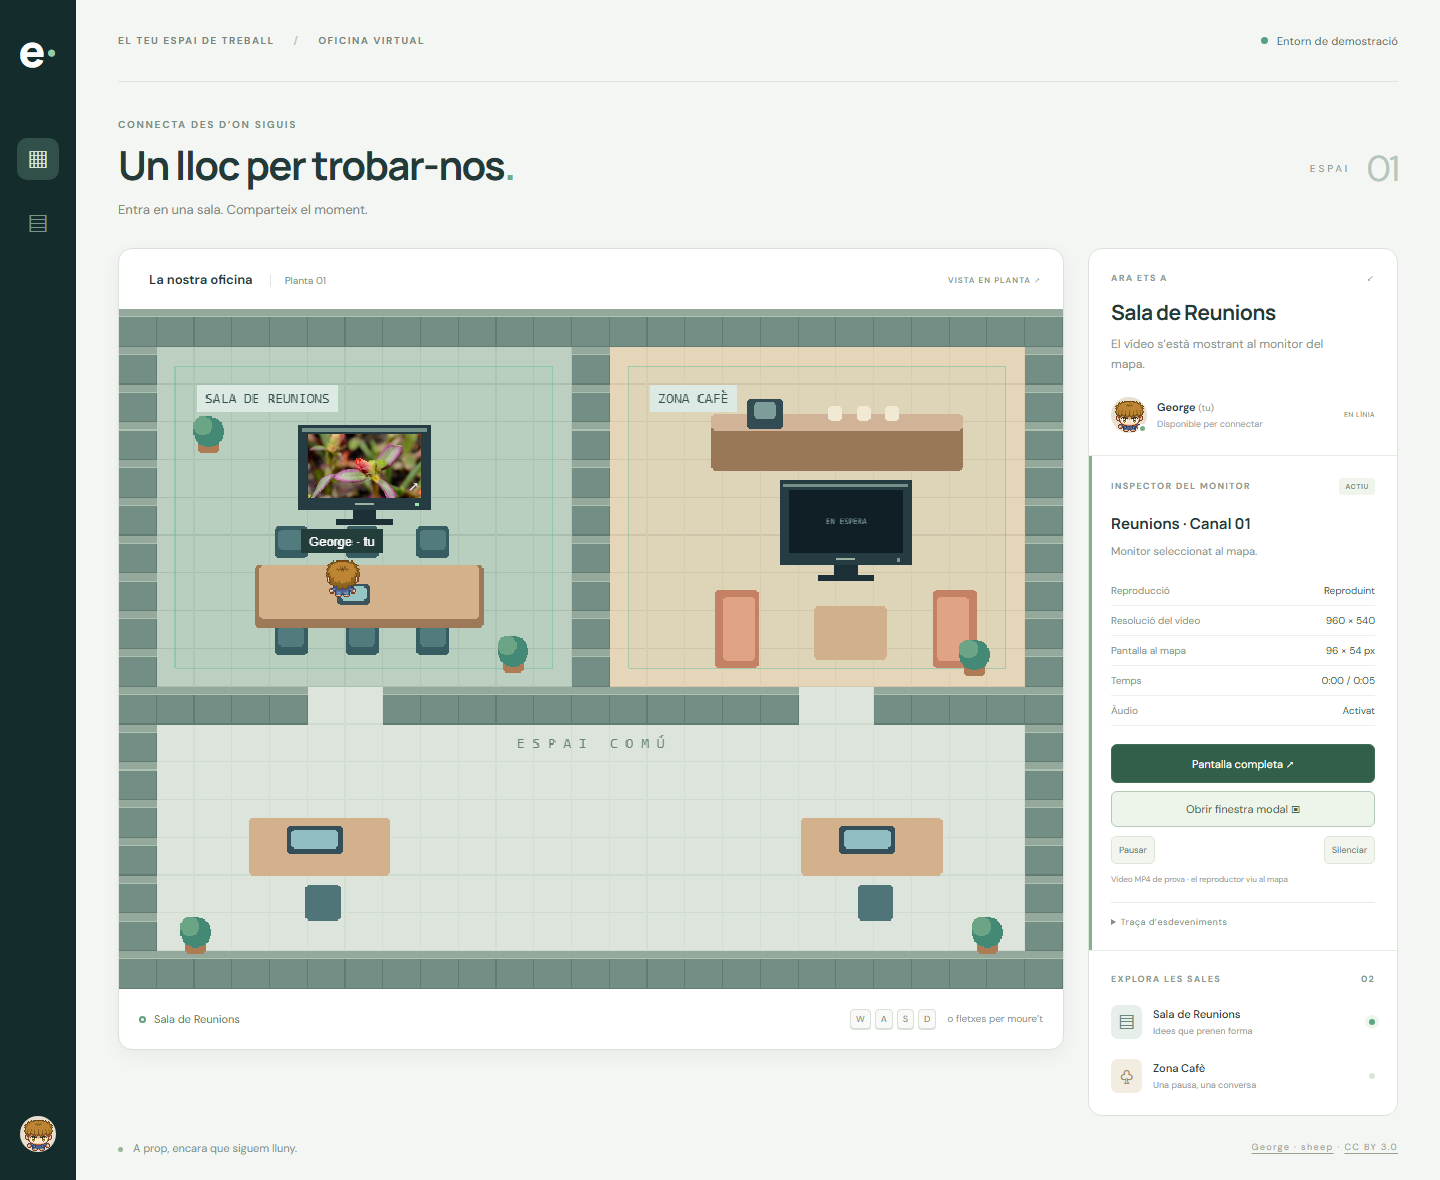 e·
EL TEU ESPAI DE TREBALL / OFICINA VIRTUAL
Entorn de demostració
CONNECTA DES D'ON SIGUIS
Un lloc per trobar-nos.
ESPAI 01
Entra en una sala. Comparteix el moment.
La nostra oficina
Planta 01
VISTA EN PLANTA ↗
SALA DE REUNIONS
ZONA CAFÈ
EN ESPERA
George · tu
ESPAI COMÚ
Sala de Reunions
W A S D o fletxes per moure't
ARA ETS A
Sala de Reunions
El vídeo s'està mostrant al monitor del
mapa.
George (tu)
Disponible per connectar
EN LÍNIA
INSPECTOR DEL MONITOR
ACTIU
Reunions · Canal 01
Monitor seleccionat al mapa.
Reproducció Reproduint
Resolució del vídeo 960 × 540
Pantalla al mapa 96 × 54 px
Temps 0:00 / 0:05
Àudio Activat
Pantalla completa ↗
Obrir finestra modal ▣
Pausar
Silenciar
Vídeo MP4 de prova · el reproductor viu al mapa
▶ Traça d'esdeveniments
EXPLORA LES SALES 02
Sala de Reunions
Idees que prenen forma
Zona Cafè
Una pausa, una conversa
A prop, encara que siguem lluny.
George · sheep · CC BY 3.0